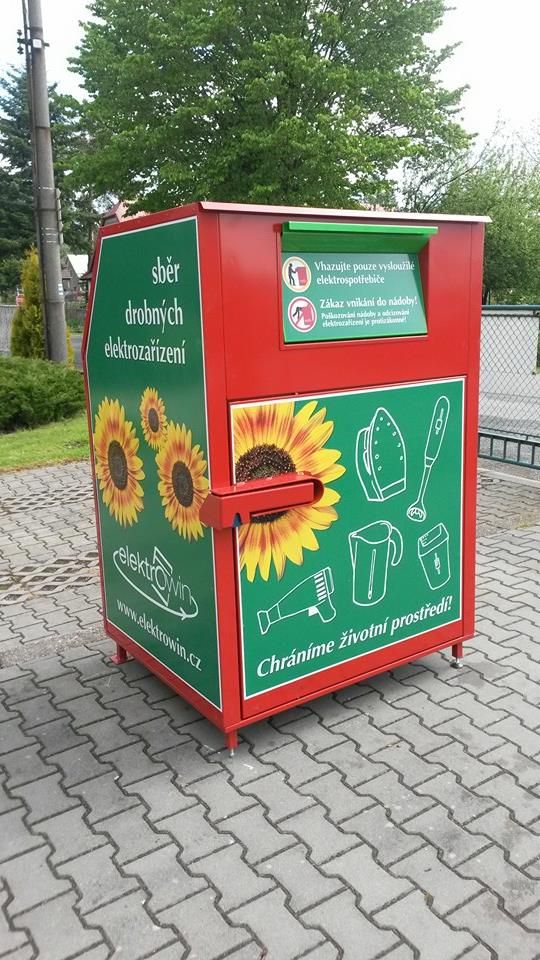 sběr
drobných
elektrozařízení
elektrowin
www.elektrowin.cz
Vhazujte pouze vysloužilé
elektrospotřebiče
Zákaz vnikání do nádoby!
Poškozování nádoby a odcizování
elektrozařízení je protizákonné!
Chráníme životní prostředí!